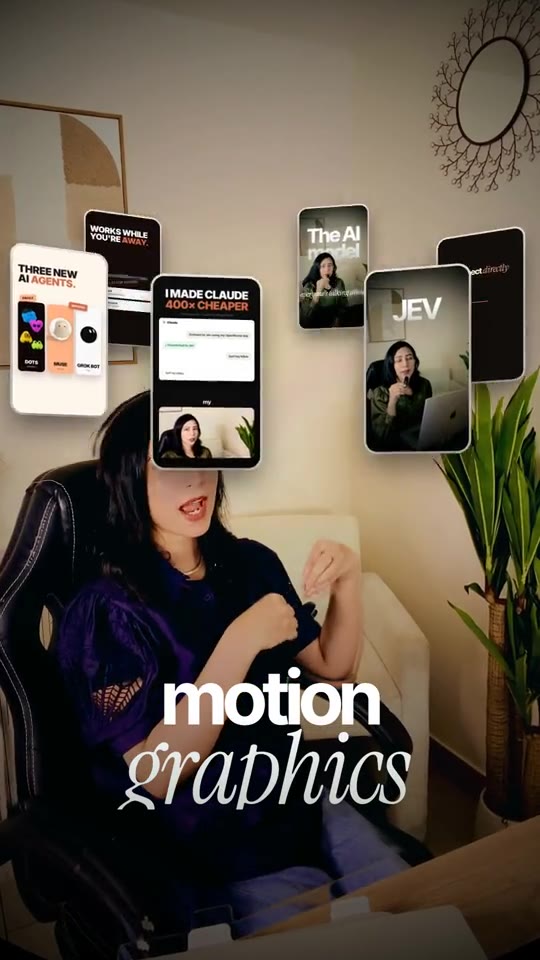 WORKS WHILE
YOU'RE AWAY.
THREE NEW
AI AGENTS.
DOTS
MUSE
GROK BOT
I MADE CLAUDE
400× CHEAPER
my
The AI
model
JEV
directly
motion
graphics